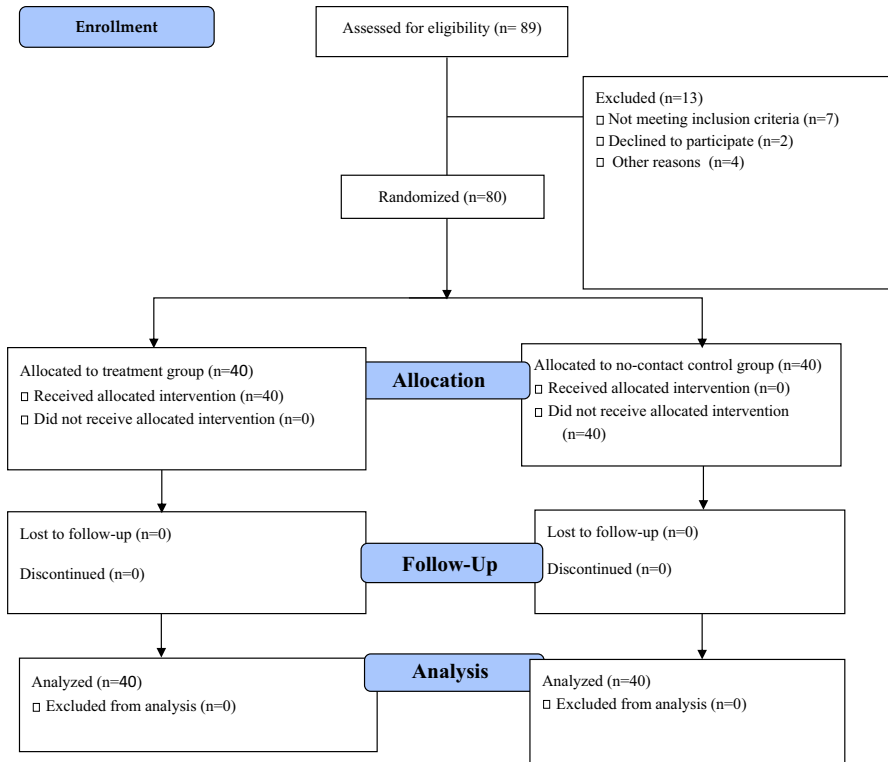 Enrollment
Assessed for eligibility (n= 89)
Excluded (n=13)
▯ Not meeting inclusion criteria (n=7)
▯ Declined to participate (n=2)
▯ Other reasons (n=4)
Randomized (n=80)
Allocated to treatment group (n=40)
▯ Received allocated intervention (n=40)
▯ Did not receive allocated intervention (n=0)
Allocation
Allocated to no-contact control group (n=40)
▯ Received allocated intervention (n=0)
▯ Did not receive allocated intervention
(n=40)
Lost to follow-up (n=0)
Discontinued (n=0)
Follow-Up
Lost to follow-up (n=0)
Discontinued (n=0)
Analyzed (n=40)
▯ Excluded from analysis (n=0)
Analysis
Analyzed (n=40)
▯ Excluded from analysis (n=0)